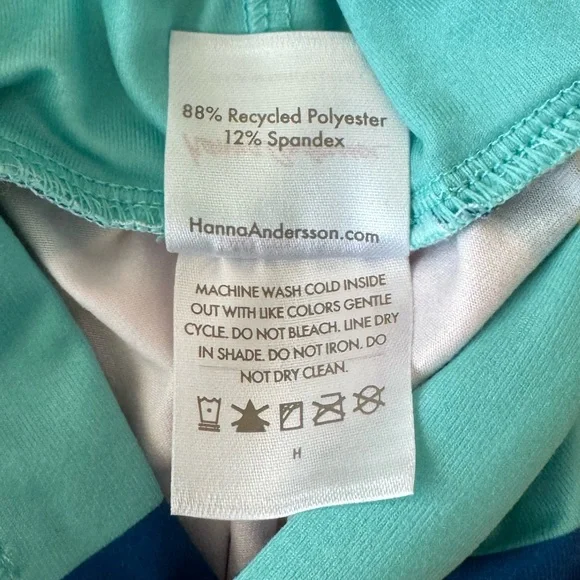 88% Recycled Polyester
12% Spandex
HannaAndersson.com
MACHINE WASH COLD INSIDE
OUT WITH LIKE COLORS GENTLE
CYCLE. DO NOT BLEACH. LINE DRY
IN SHADE. DO NOT IRON. DO
NOT DRY CLEAN.
H